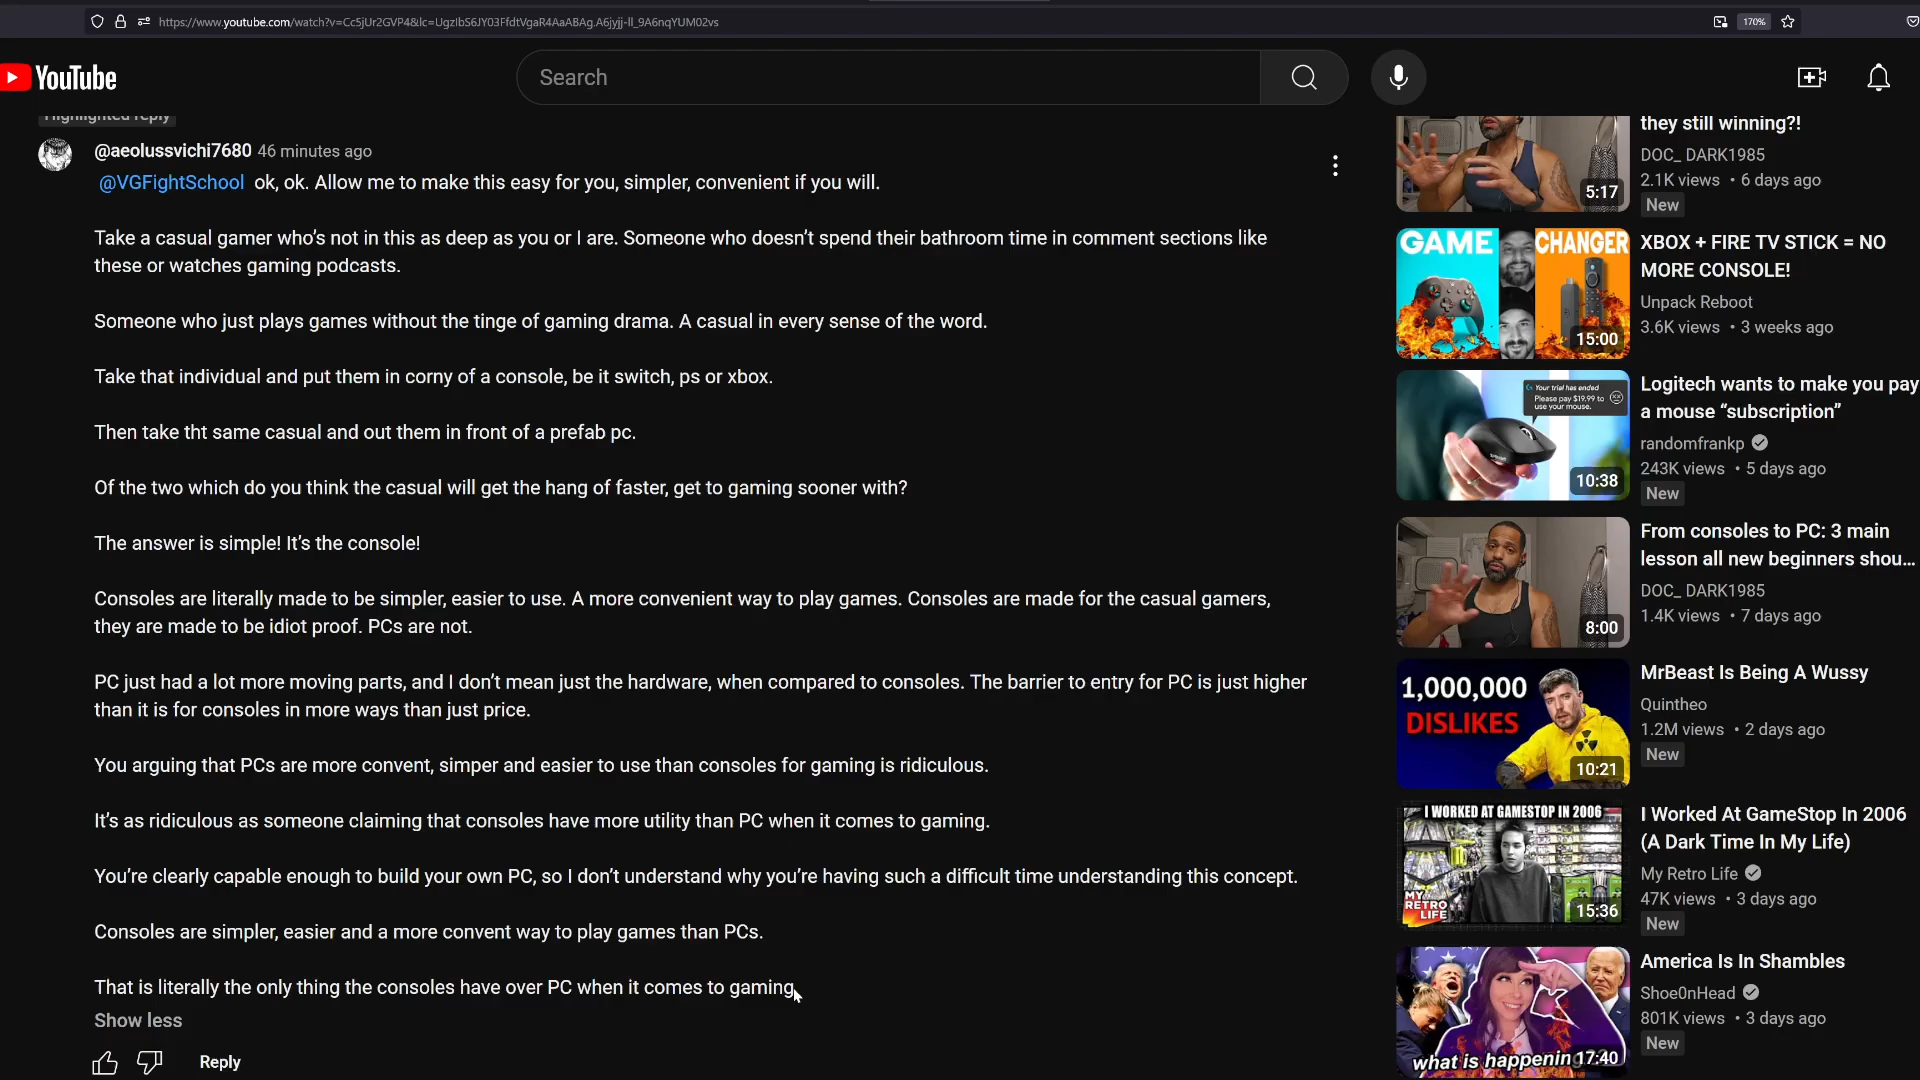 https://www.youtube.com/watch?v=Cc5jUr2GVP4&lc=UgzIbS6JY03FfdtVgaR4AaABAg.A6jyjj-ll_9A6nqYUM02vs
170%
YouTube
Search
Highlighted reply
@aeolussvichi7680 46 minutes ago
@VGFightSchool ok, ok. Allow me to make this easy for you, simpler, convenient if you will.
Take a casual gamer who's not in this as deep as you or I are. Someone who doesn't spend their bathroom time in comment sections like
these or watches gaming podcasts.
Someone who just plays games without the tinge of gaming drama. A casual in every sense of the word.
Take that individual and put them in corny of a console, be it switch, ps or xbox.
Then take tht same casual and out them in front of a prefab pc.
Of the two which do you think the casual will get the hang of faster, get to gaming sooner with?
The answer is simple! It's the console!
Consoles are literally made to be simpler, easier to use. A more convenient way to play games. Consoles are made for the casual gamers,
they are made to be idiot proof. PCs are not.
PC just had a lot more moving parts, and I don't mean just the hardware, when compared to consoles. The barrier to entry for PC is just higher
than it is for consoles in more ways than just price.
You arguing that PCs are more convent, simper and easier to use than consoles for gaming is ridiculous.
It's as ridiculous as someone claiming that consoles have more utility than PC when it comes to gaming.
You're clearly capable enough to build your own PC, so I don't understand why you're having such a difficult time understanding this concept.
Consoles are simpler, easier and a more convent way to play games than PCs.
That is literally the only thing the consoles have over PC when it comes to gaming.
Show less
Reply
5:17
they still winning?!
DOC_ DARK1985
2.1K views • 6 days ago
New
GAME CHANGER
15:00
XBOX + FIRE TV STICK = NO
MORE CONSOLE!
Unpack Reboot
3.6K views • 3 weeks ago
Your trial has ended
Please pay $19.99 to
use your mouse.
10:38
Logitech wants to make you pay
a mouse “subscription”
randomfrankp
243K views • 5 days ago
New
8:00
From consoles to PC: 3 main
lesson all new beginners shou...
DOC_ DARK1985
1.4K views • 7 days ago
1,000,000
DISLIKES
10:21
MrBeast Is Being A Wussy
Quintheo
1.2M views • 2 days ago
New
I WORKED AT GAMESTOP IN 2006
MY
RETRO
LIFE
15:36
I Worked At GameStop In 2006
(A Dark Time In My Life)
My Retro Life
47K views • 3 days ago
New
what is happening
17:40
America Is In Shambles
Shoe0nHead
801K views • 3 days ago
New